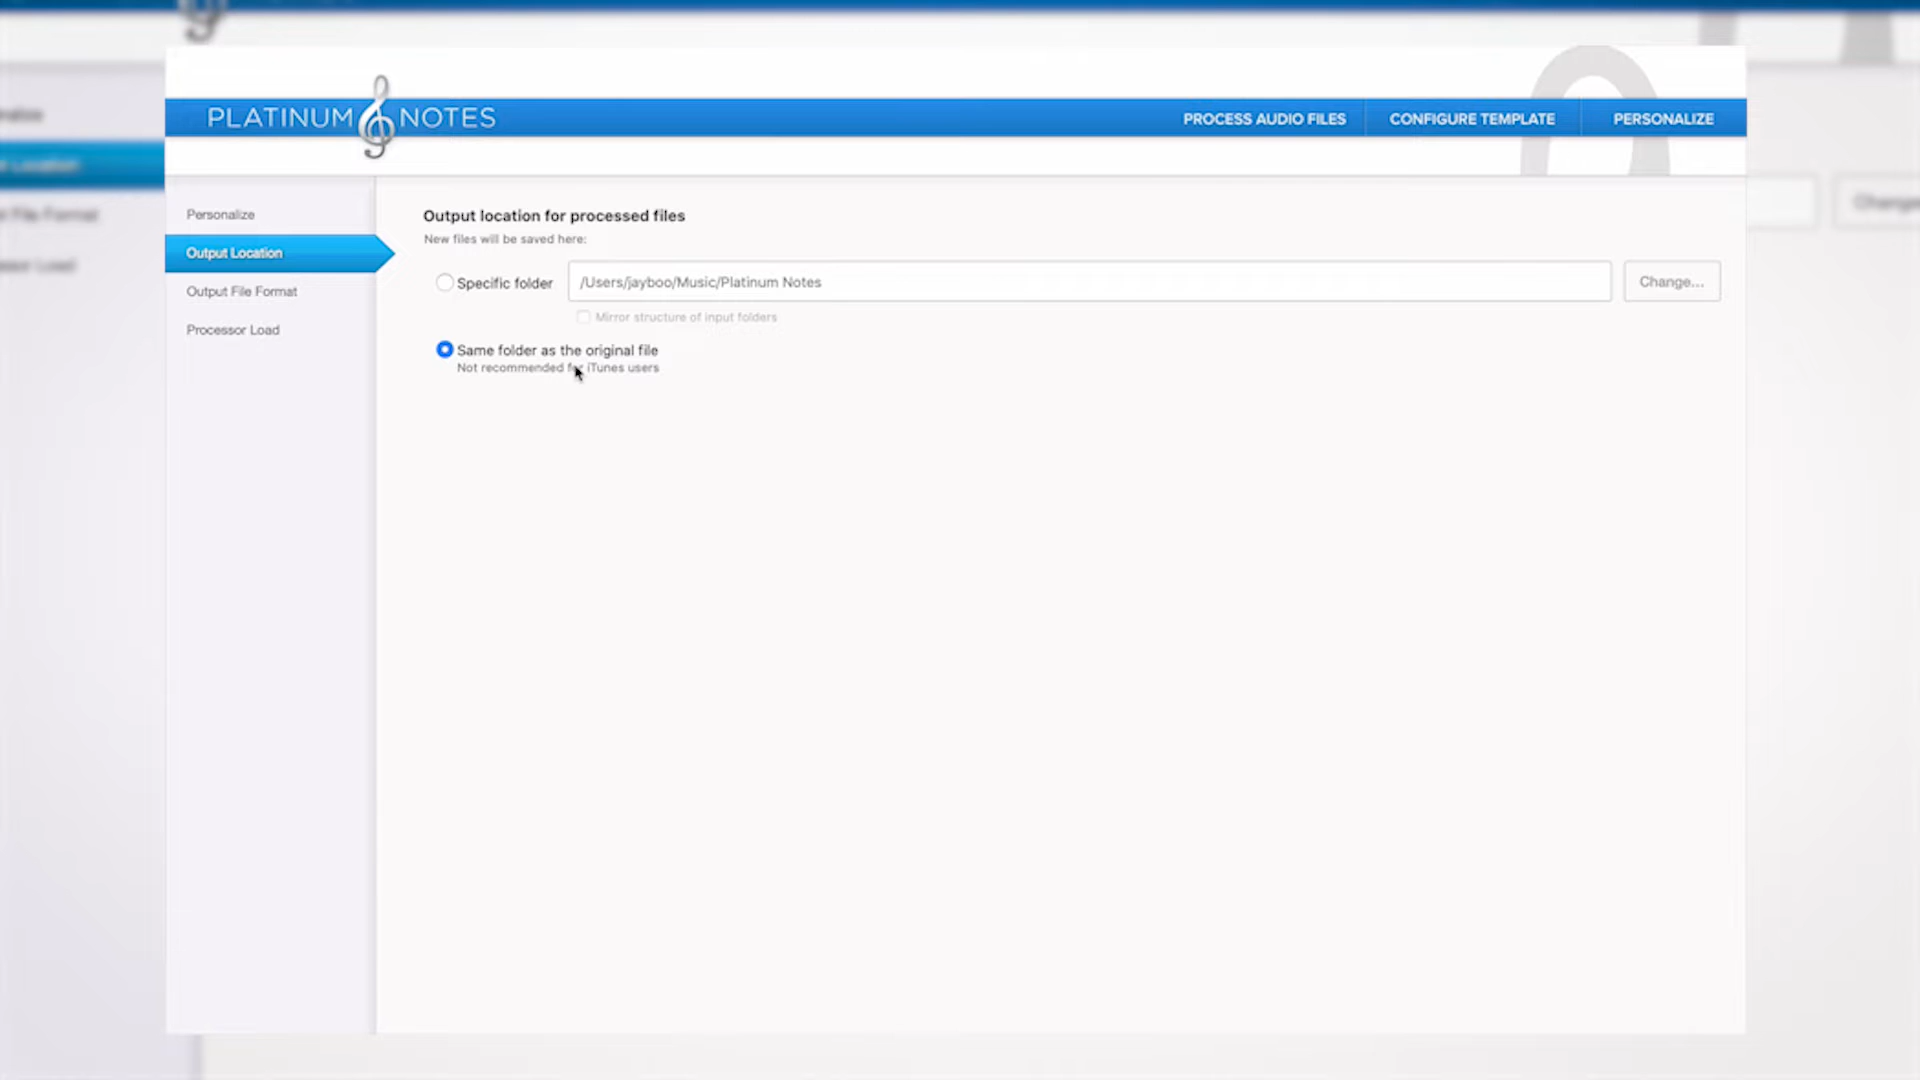 PLATINUM NOTES
PROCESS AUDIO FILES
CONFIGURE TEMPLATE
PERSONALIZE
Personalize
Output Location
Output File Format
Processor Load
Output location for processed files
New files will be saved here:
Specific folder
/Users/jayboo/Music/Platinum Notes
Change...
Mirror structure of input folders
Same folder as the original file
Not recommended for iTunes users